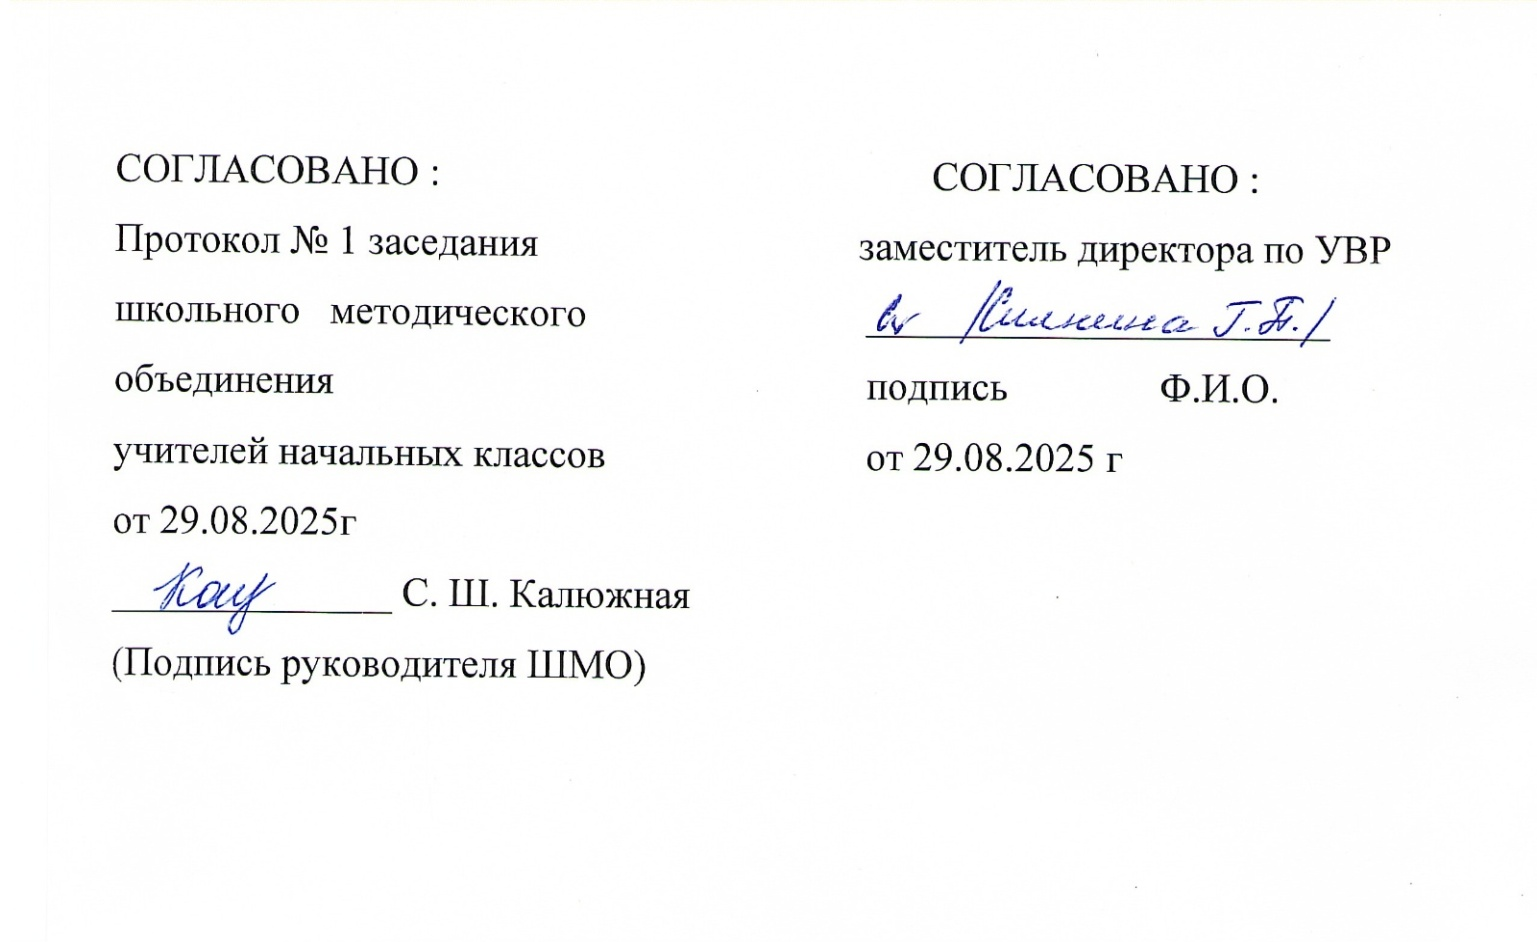 СОГЛАСОВАНО :
Протокол № 1 заседания
школьного методического
объединения
учителей начальных классов
от 29.08.2025г
С. Ш. Калюжная
(Подпись руководителя ШМО)
СОГЛАСОВАНО :
заместитель директора по УВР
Г.П./
подпись Ф.И.О.
от 29.08.2025 г